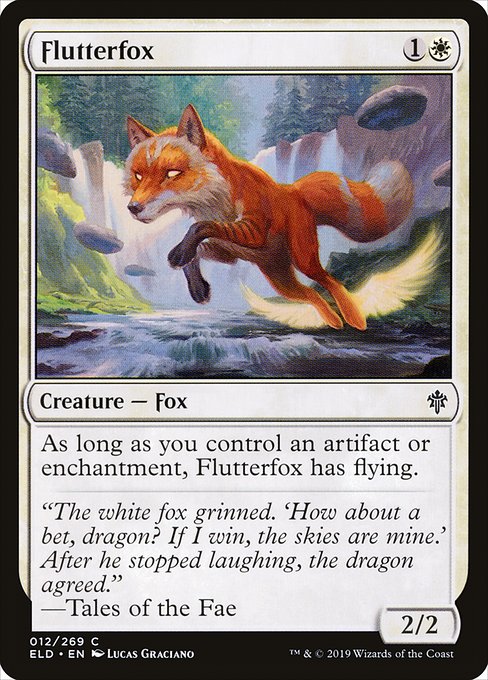 Flutterfox 1
Creature — Fox
As long as you control an artifact or
enchantment, Flutterfox has flying.
“The white fox grinned. ‘How about a
bet, dragon? If I win, the skies are mine.’
After he stopped laughing, the dragon
agreed.”
—Tales of the Fae
2/2
012/269 C
ELD • EN Lucas Graciano ™ & © 2019 Wizards of the Coast